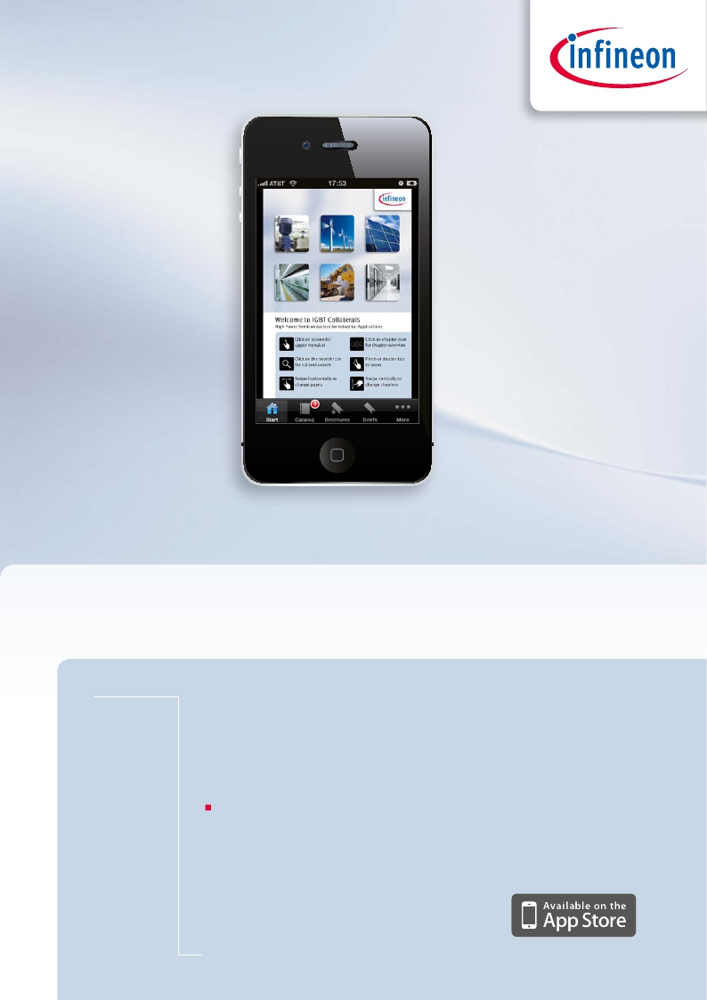 infineon
AT&T
17:53
infineon
Welcome to IGBT Collaterals
High Power Semiconductors for Industrial Applications
Click on screen for
upper menubar
Click on chapter-icon
for chapter overview
Click on the search icon
for full text search
Pinch or double-tab
to zoom
Swipe horizontally to
change pages
Swipe vertically to
change chapters
1
Start
Catalog
Brochures
Briefs
More
Available on the
App Store